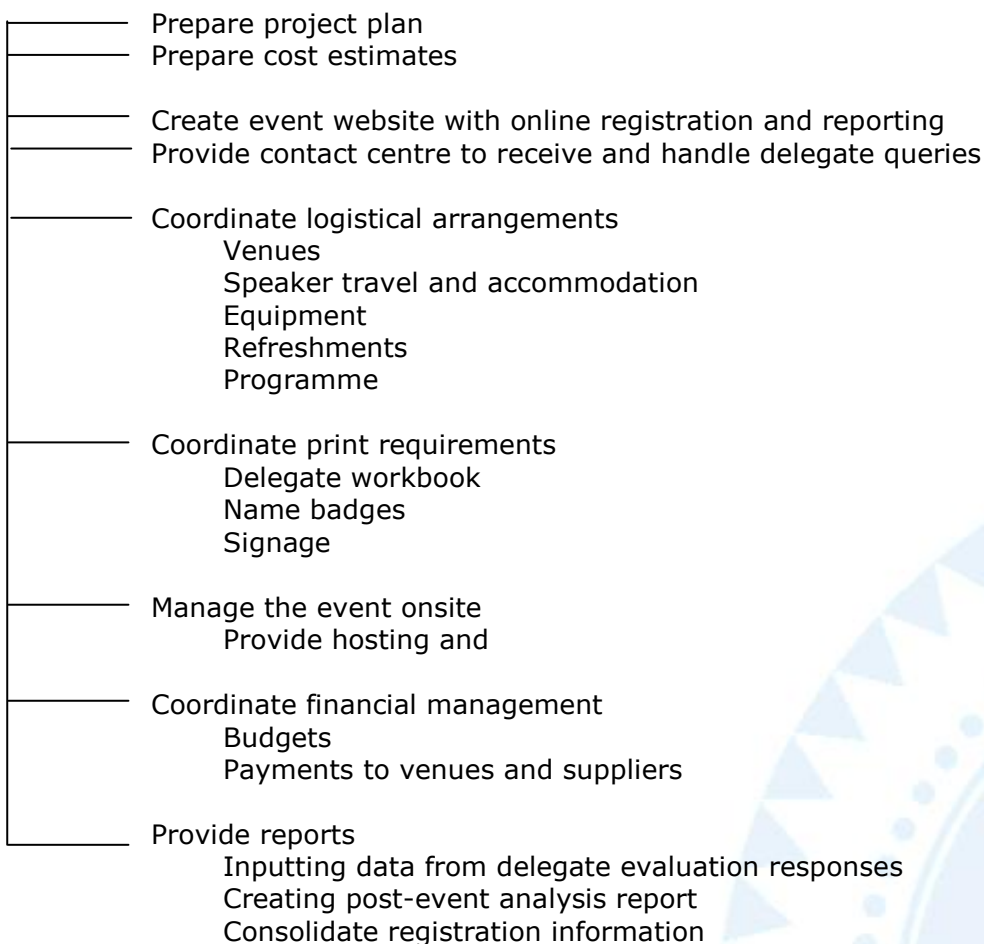 Prepare project plan
Prepare cost estimates
Create event website with online registration and reporting
Provide contact centre to receive and handle delegate queries
Coordinate logistical arrangements
Venues
Speaker travel and accommodation
Equipment
Refreshments
Programme
Coordinate print requirements
Delegate workbook
Name badges
Signage
Manage the event onsite
Provide hosting and
Coordinate financial management
Budgets
Payments to venues and suppliers
Provide reports
Inputting data from delegate evaluation responses
Creating post-event analysis report
Consolidate registration information